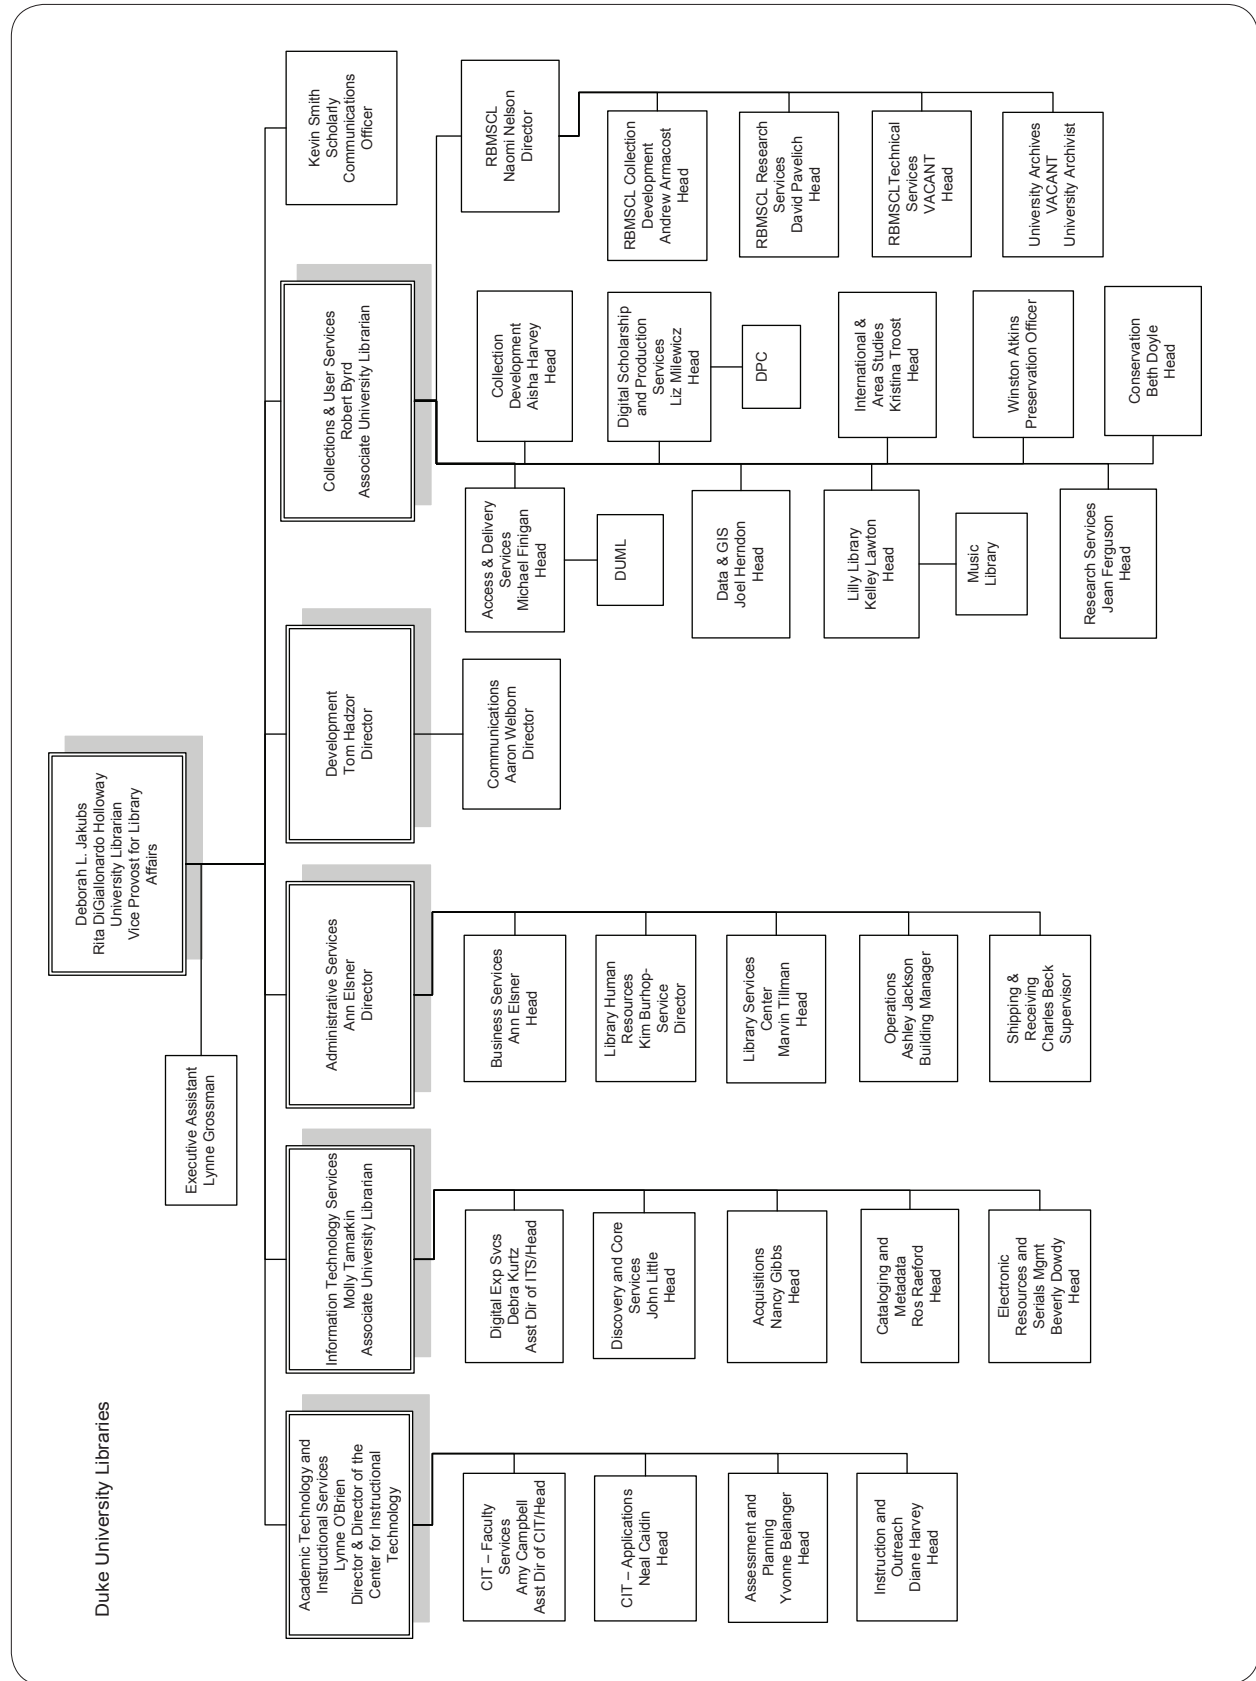 Duke University Libraries
Deborah L. Jakubs
Rita DiGiallonardo Holloway
University Librarian
Vice Provost for Library
Affairs
Executive Assistant
Lynne Grossman
Academic Technology and
Instructional Services
Lynne O'Brien
Director & Director of the
Center for Instructional
Technology
CIT – Faculty
Services
Amy Campbell
Asst Dir of CIT/Head
CIT – Applications
Neal Caidin
Head
Assessment and
Planning
Yvonne Belanger
Head
Instruction and
Outreach
Diane Harvey
Head
Information Technology Services
Molly Tamarkin
Associate University Librarian
Digital Exp Svcs
Debra Kurtz
Asst Dir of ITS/Head
Discovery and Core
Services
John Little
Head
Acquisitions
Nancy Gibbs
Head
Cataloging and
Metadata
Ros Raeford
Head
Electronic
Resources and
Serials Mgmt
Beverly Dowdy
Head
Administrative Services
Ann Elsner
Director
Business Services
Ann Elsner
Head
Library Human
Resources
Kim Burhop-
Service
Director
Library Services
Center
Marvin Tillman
Head
Operations
Ashley Jackson
Building Manager
Shipping &
Receiving
Charles Beck
Supervisor
Development
Tom Hadzor
Director
Communications
Aaron Welborn
Director
Collections & User Services
Robert Byrd
Associate University Librarian
Access & Delivery
Services
Michael Finigan
Head
DUML
Data & GIS
Joel Herndon
Head
Lilly Library
Kelley Lawton
Head
Music
Library
Research Services
Jean Ferguson
Head
Collection
Development
Aisha Harvey
Head
Digital Scholarship
and Production
Services
Liz Milewicz
Head
DPC
International &
Area Studies
Kristina Troost
Head
Winston Atkins
Preservation Officer
Conservation
Beth Doyle
Head
Kevin Smith
Scholarly
Communications
Officer
RBMSCL
Naomi Nelson
Director
RBMSCL Collection
Development
Andrew Armacost
Head
RBMSCL Research
Services
David Pavelich
Head
RBMSCLTechnical
Services
VACANT
Head
University Archives
VACANT
University Archivist